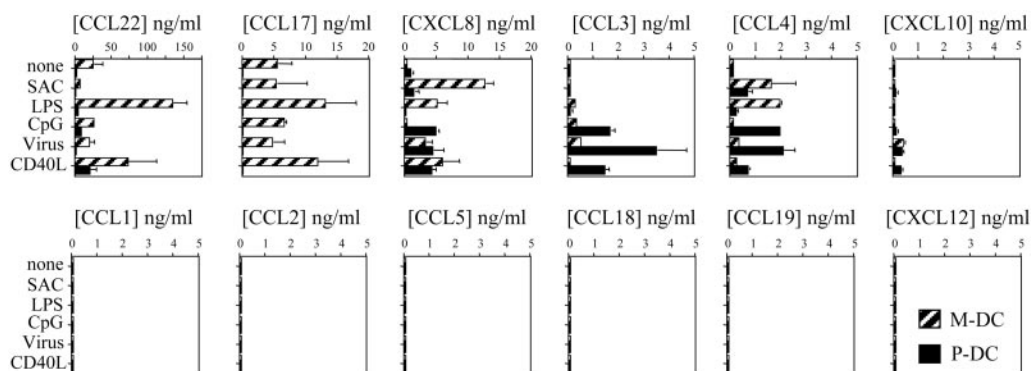 [CCL22] ng/ml [CCL17] ng/ml [CXCL8] ng/ml [CCL3] ng/ml [CCL4] ng/ml [CXCL10] ng/ml
0 50 100 150 0 5 10 15 20 0 5 10 15 20 0 1 2 3 4 5 0 1 2 3 4 5 0 1 2 3 4 5
none
SAC
LPS
CpG
Virus
CD40L
[CCL1] ng/ml [CCL2] ng/ml [CCL5] ng/ml [CCL18] ng/ml [CCL19] ng/ml [CXCL12] ng/ml
0 1 2 3 4 5 0 1 2 3 4 5 0 1 2 3 4 5 0 1 2 3 4 5 0 1 2 3 4 5 0 1 2 3 4 5
none
SAC
LPS
CpG
Virus
CD40L
M-DC
P-DC